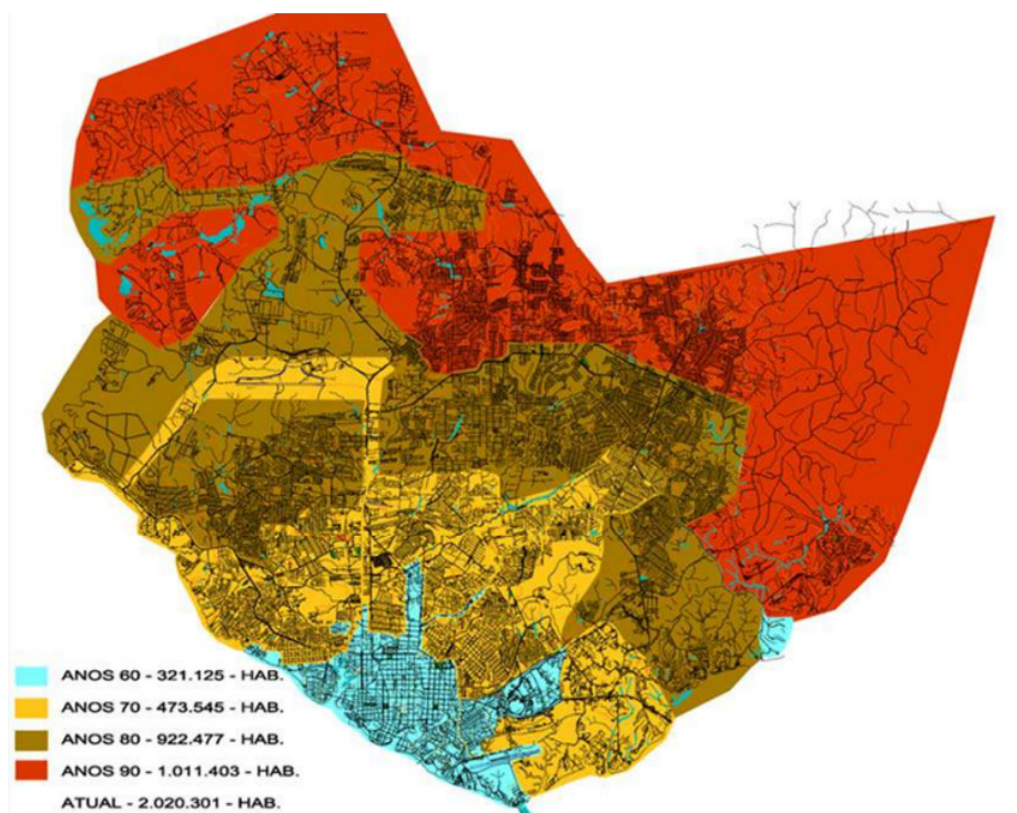 ANOS 60 - 321.125 - HAB.
ANOS 70 - 473.545 - HAB.
ANOS 80 - 922.477 - HAB.
ANOS 90 - 1.011.403 - HAB.
ATUAL - 2.020.301 - HAB.